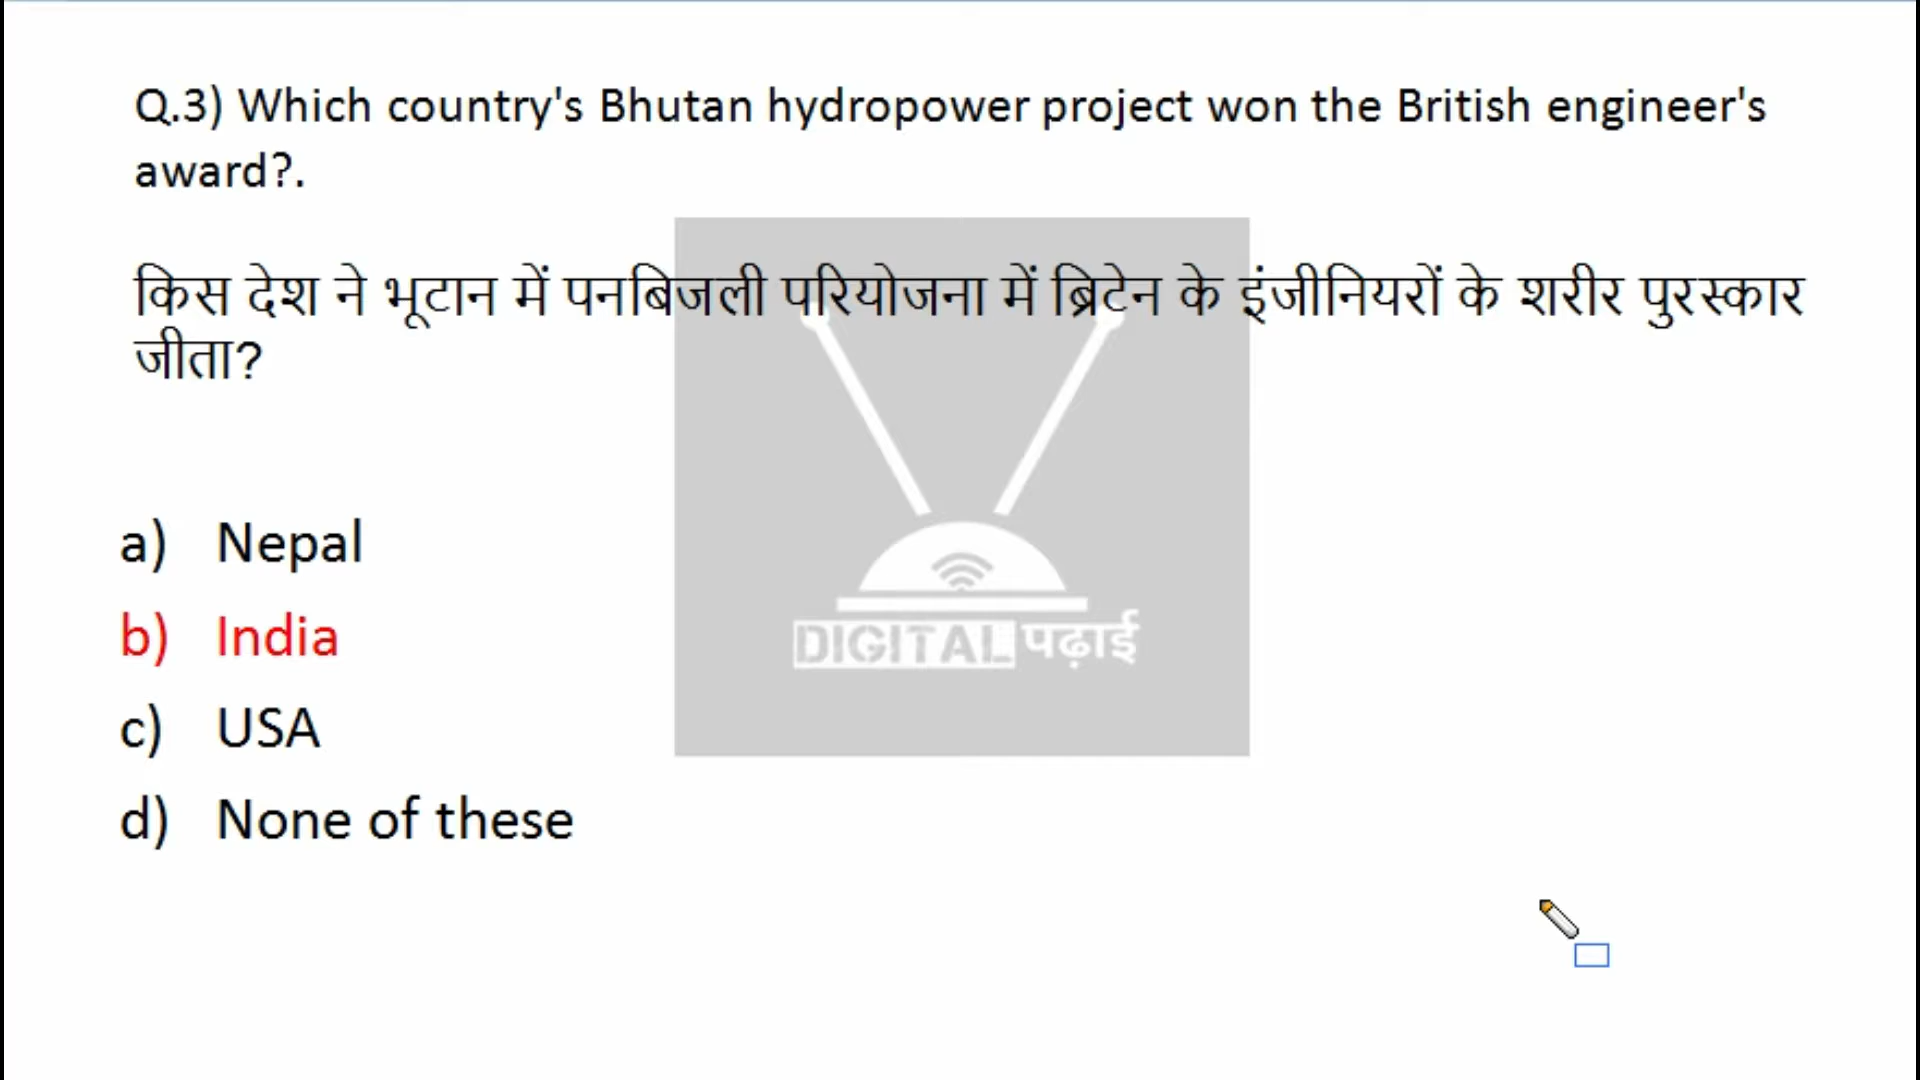 Q.3) Which country's Bhutan hydropower project won the British engineer's
award?.
किस देश ने भूटान में पनबिजली परियोजना में ब्रिटेन के इंजीनियरों के शरीर पुरस्कार
जीता?
a) Nepal
b) India
c) USA
d) None of these
DIGITAL पढ़ाई